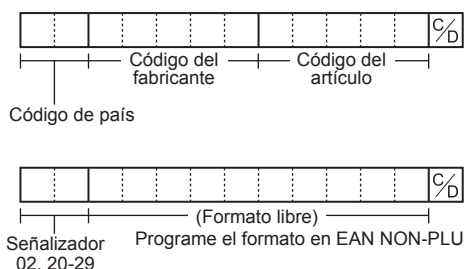 C/D
Código del fabricante
Código del artículo
Código de país
C/D
(Formato libre)
Señalizador 02, 20-29
Programe el formato en EAN NON-PLU